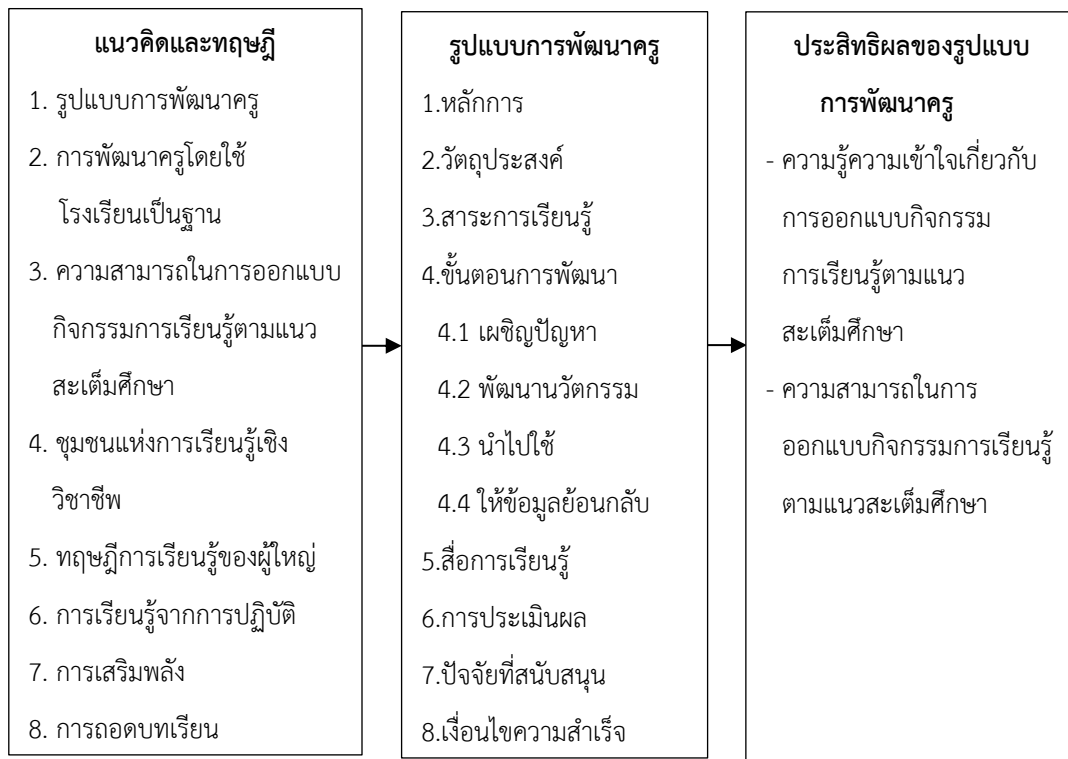 แนวคิดและทฤษฎี
1. รูปแบบการพัฒนาครู
2. การพัฒนาครูโดยใช้
โรงเรียนเป็นฐาน
3. ความสามารถในการออกแบบ
กิจกรรมการเรียนรู้ตามแนว
สะเต็มศึกษา
4. ชุมชนแห่งการเรียนรู้เชิง
วิชาชีพ
5. ทฤษฎีการเรียนรู้ของผู้ใหญ่
6. การเรียนรู้จากการปฏิบัติ
7. การเสริมพลัง
8. การถอดบทเรียน
รูปแบบการพัฒนาครู
1.หลักการ
2.วัตถุประสงค์
3.สาระการเรียนรู้
4.ขั้นตอนการพัฒนา
4.1 เผชิญปัญหา
4.2 พัฒนานวัตกรรม
4.3 นำไปใช้
4.4 ให้ข้อมูลย้อนกลับ
5.สื่อการเรียนรู้
6.การประเมินผล
7.ปัจจัยที่สนับสนุน
8.เงื่อนไขความสำเร็จ
ประสิทธิผลของรูปแบบ
การพัฒนาครู
- ความรู้ความเข้าใจเกี่ยวกับ
การออกแบบกิจกรรม
การเรียนรู้ตามแนว
สะเต็มศึกษา
- ความสามารถในการ
ออกแบบกิจกรรมการเรียนรู้
ตามแนวสะเต็มศึกษา